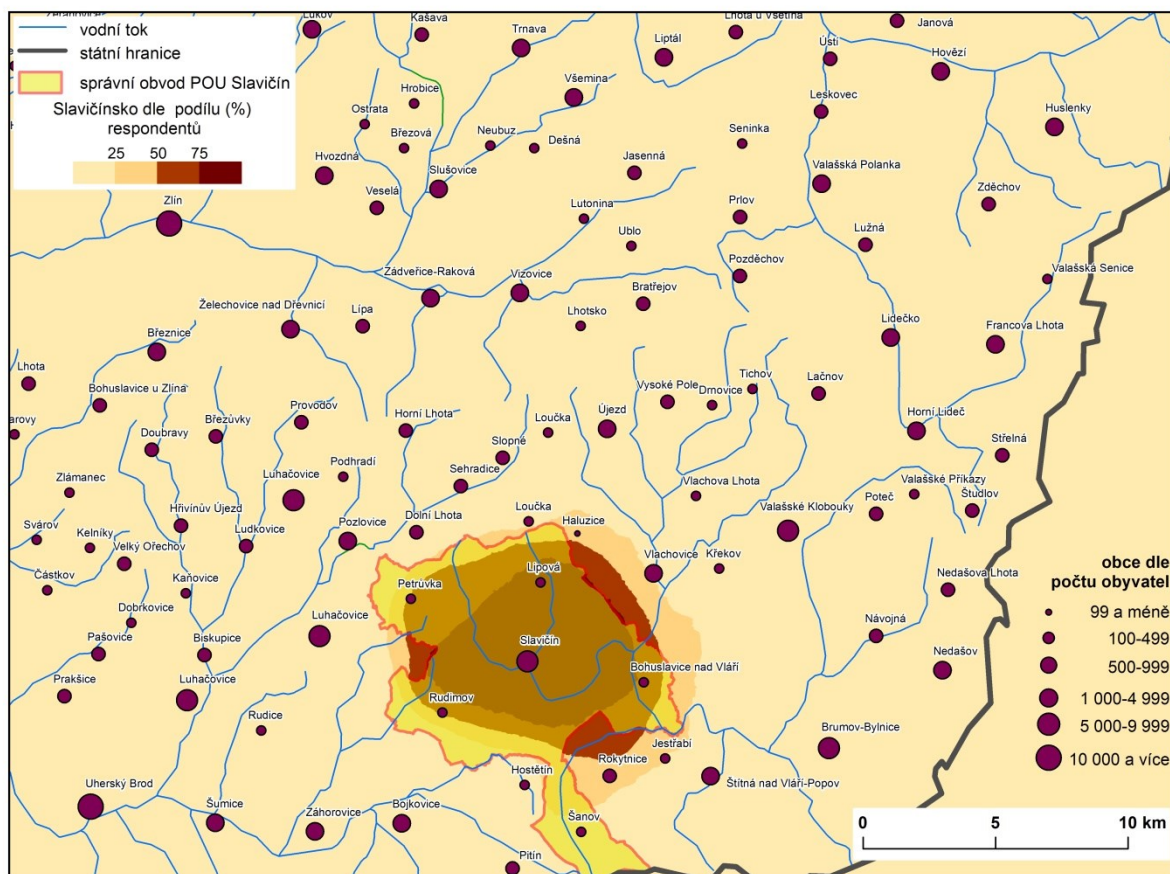 Želechovice
Lukov
Kašava
Trnava
Lhota u Vsetína
Janová
Liptál
Ústí
Hovězí
vodní tok
státní hranice
správní obvod POU Slavičín
Slavičínsko dle podílu (%)
respondentů
25 50 75
Všemina
Hrobice
Ostrata
Březová
Neubuz
Dešná
Leskovec
Huslenky
Seninka
Hvozdná
Slušovice
Jasenná
Valašská Polanka
Veselá
Zlín
Lutonina
Prlov
Zděchov
Ublo
Lužná
Pozděchov
Valašská Senice
Zádveřice-Raková
Vizovice
Bratřejov
Želechovice nad Dřevnicí
Lípa
Lhotsko
Lidečko
Francova Lhota
Březnice
Lhota
Bohuslavice u Zlína
Vysoké Pole
Drnovice
Tichov
Lačnov
arovy
Doubravy
Březůvky
Provodov
Horní Lhota
Loučka
Újezd
Horní Lideč
Slopné
Střelná
Zlámanec
Luhačovice
Podhradí
Sehradice
Vlachova Lhota
Valašské Příkazy
Valašské Klobouky
Poteč
Študlov
Svárov
Kelníky
Hřivínův Újezd
Ludkovice
Pozlovice
Dolní Lhota
Loučka
Haluzice
Velký Ořechov
Vlachovice
Křekov
Částkov
Kaňovice
Petrůvka
Lipová
Nedašova Lhota
Dobrkovice
Luhačovice
Návojná
Pašovice
Biskupice
Slavičín
Bohuslavice nad Vláří
Nedašov
Prakšice
Luhačovice
Rudimov
Rudice
Jestřabí
Brumov-Bylnice
Rokytnice
Štítná nad Vláří-Popov
Hostětín
Uherský Brod
Šumice
Záhorovice
Bojkovice
Šanov
Pitín
obce dle
počtu obyvatel
99 a méně
100-499
500-999
1 000-4 999
5 000-9 999
10 000 a více
0 5 10 km